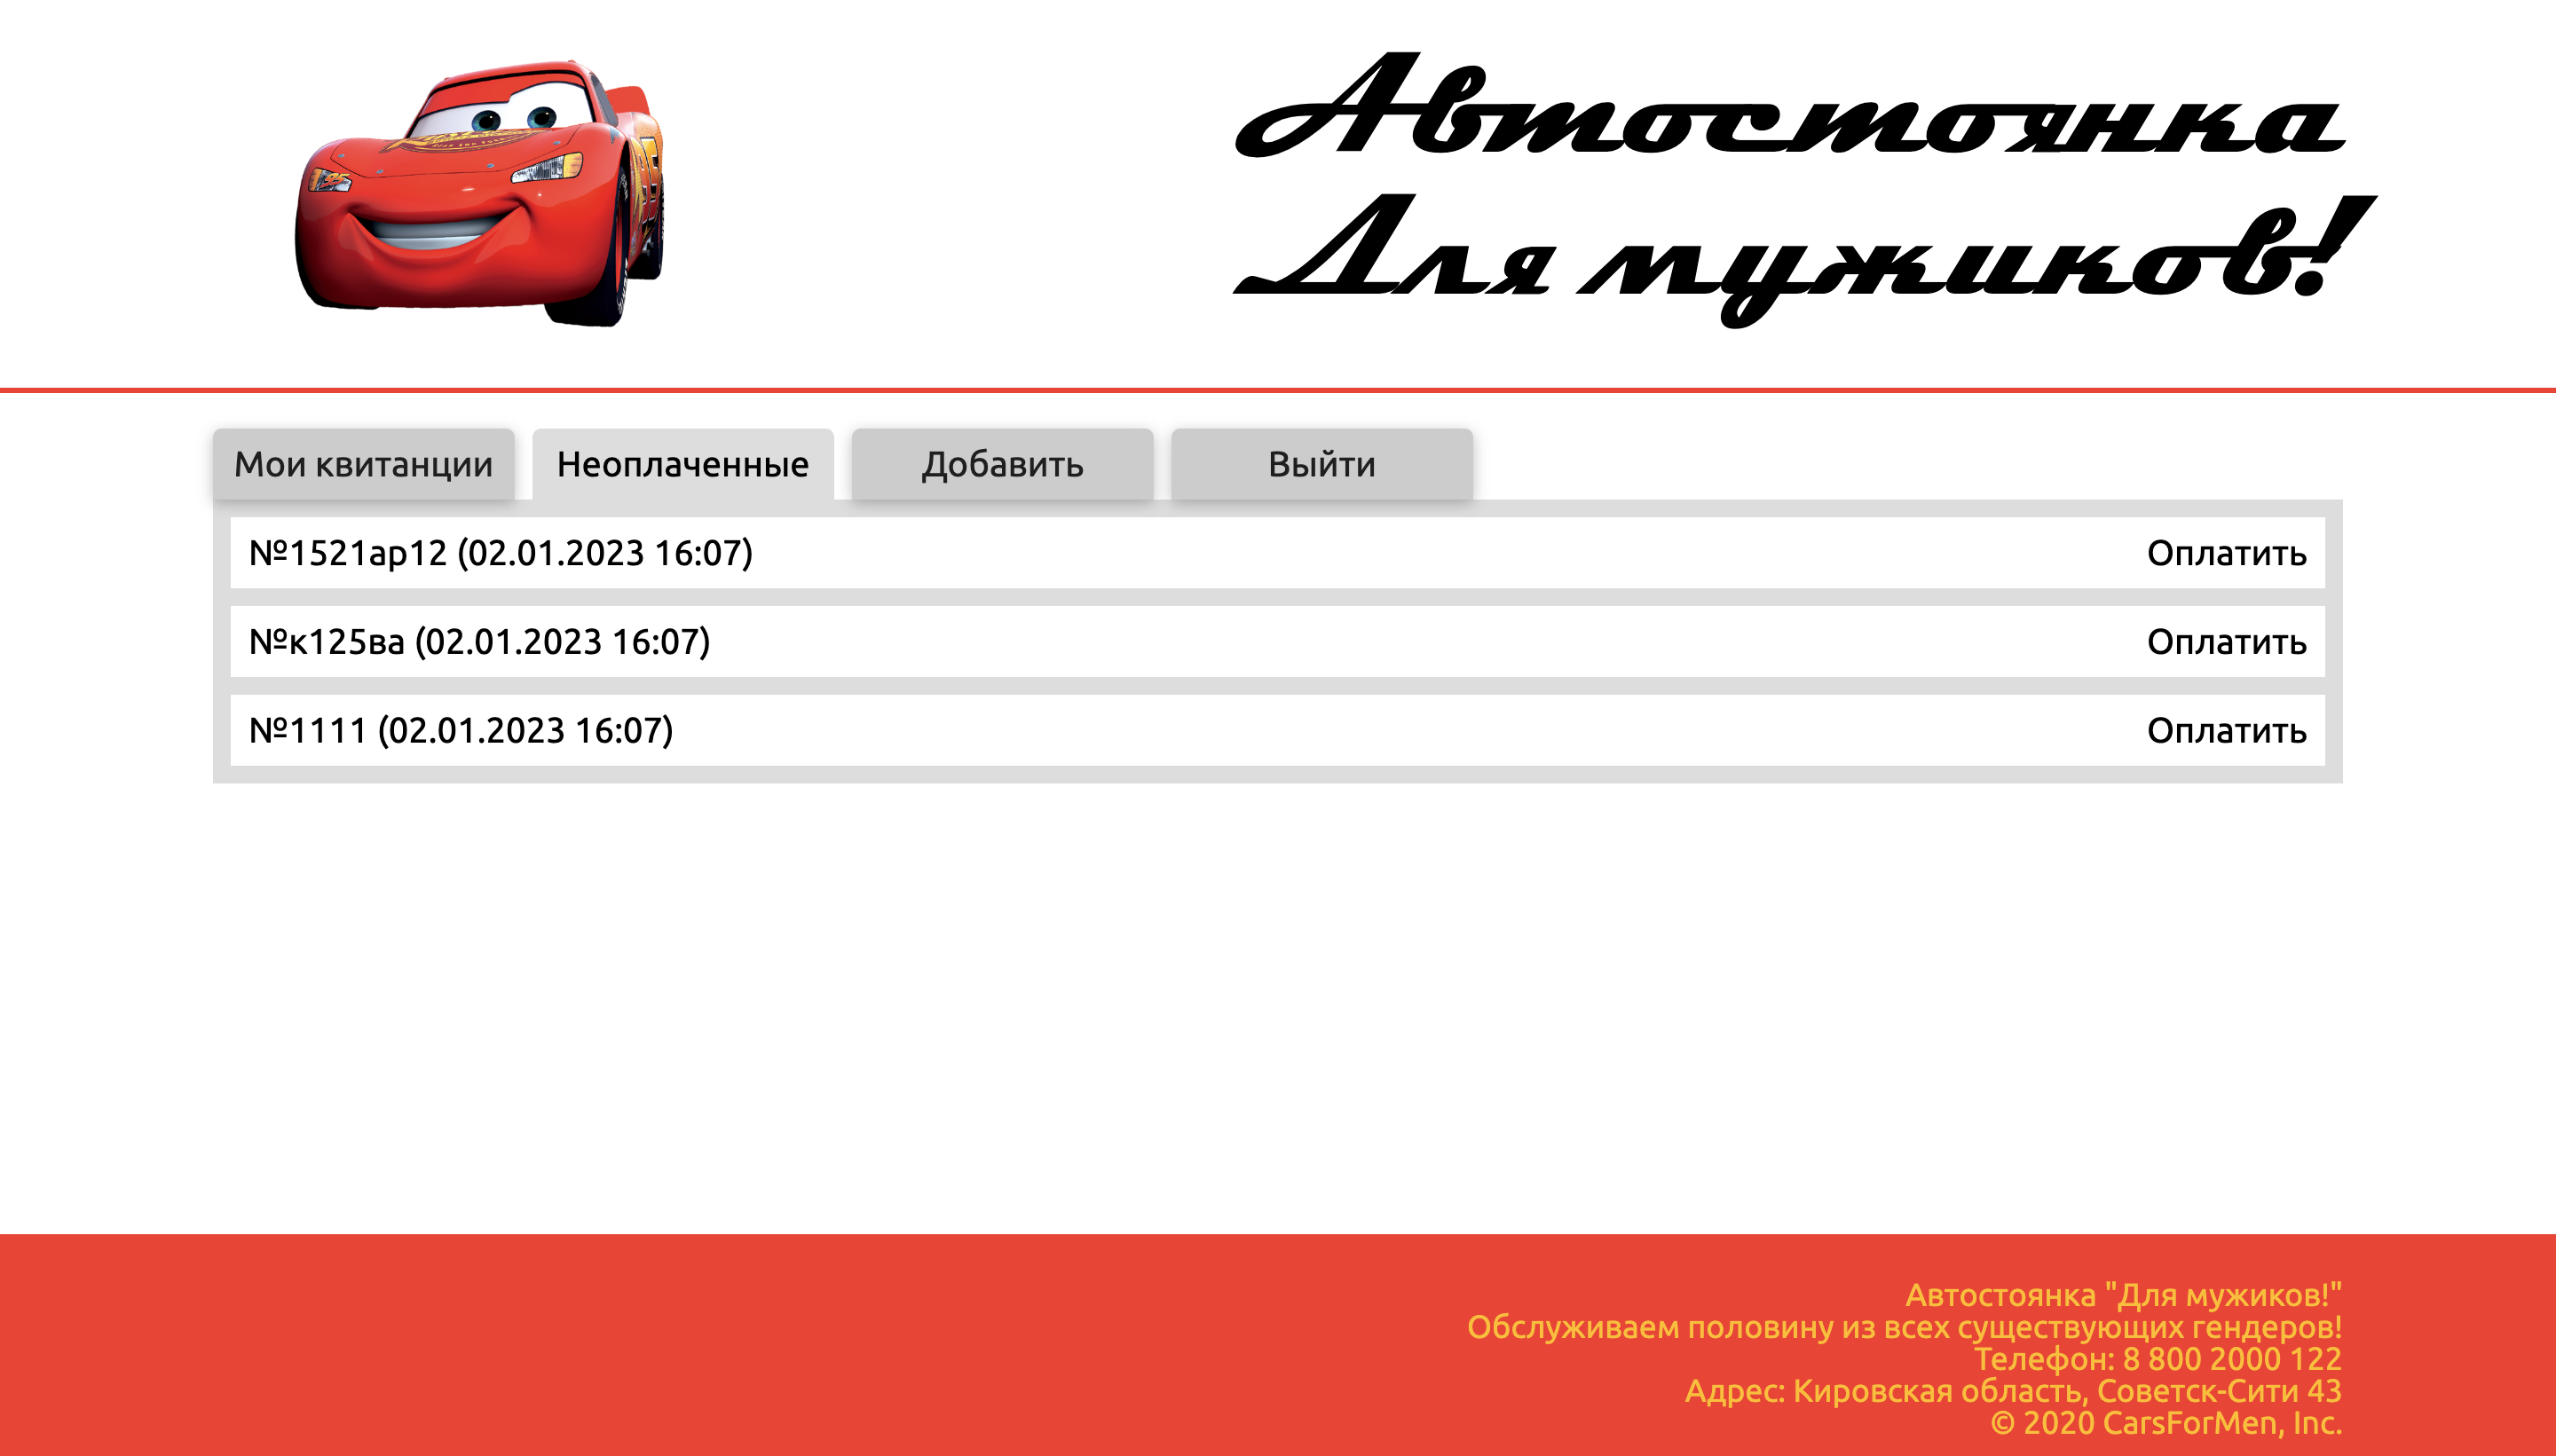 Автостоянка
Для мужиков!
Мои квитанции
Неоплаченные
Добавить
Выйти
№1521ар12 (02.01.2023 16:07)
Оплатить
№к125ва (02.01.2023 16:07)
Оплатить
№1111 (02.01.2023 16:07)
Оплатить
Автостоянка "Для мужиков!"
Обслуживаем половину из всех существующих гендеров!
Телефон: 8 800 2000 122
Адрес: Кировская область, Советск-Сити 43
© 2020 CarsForMen, Inc.